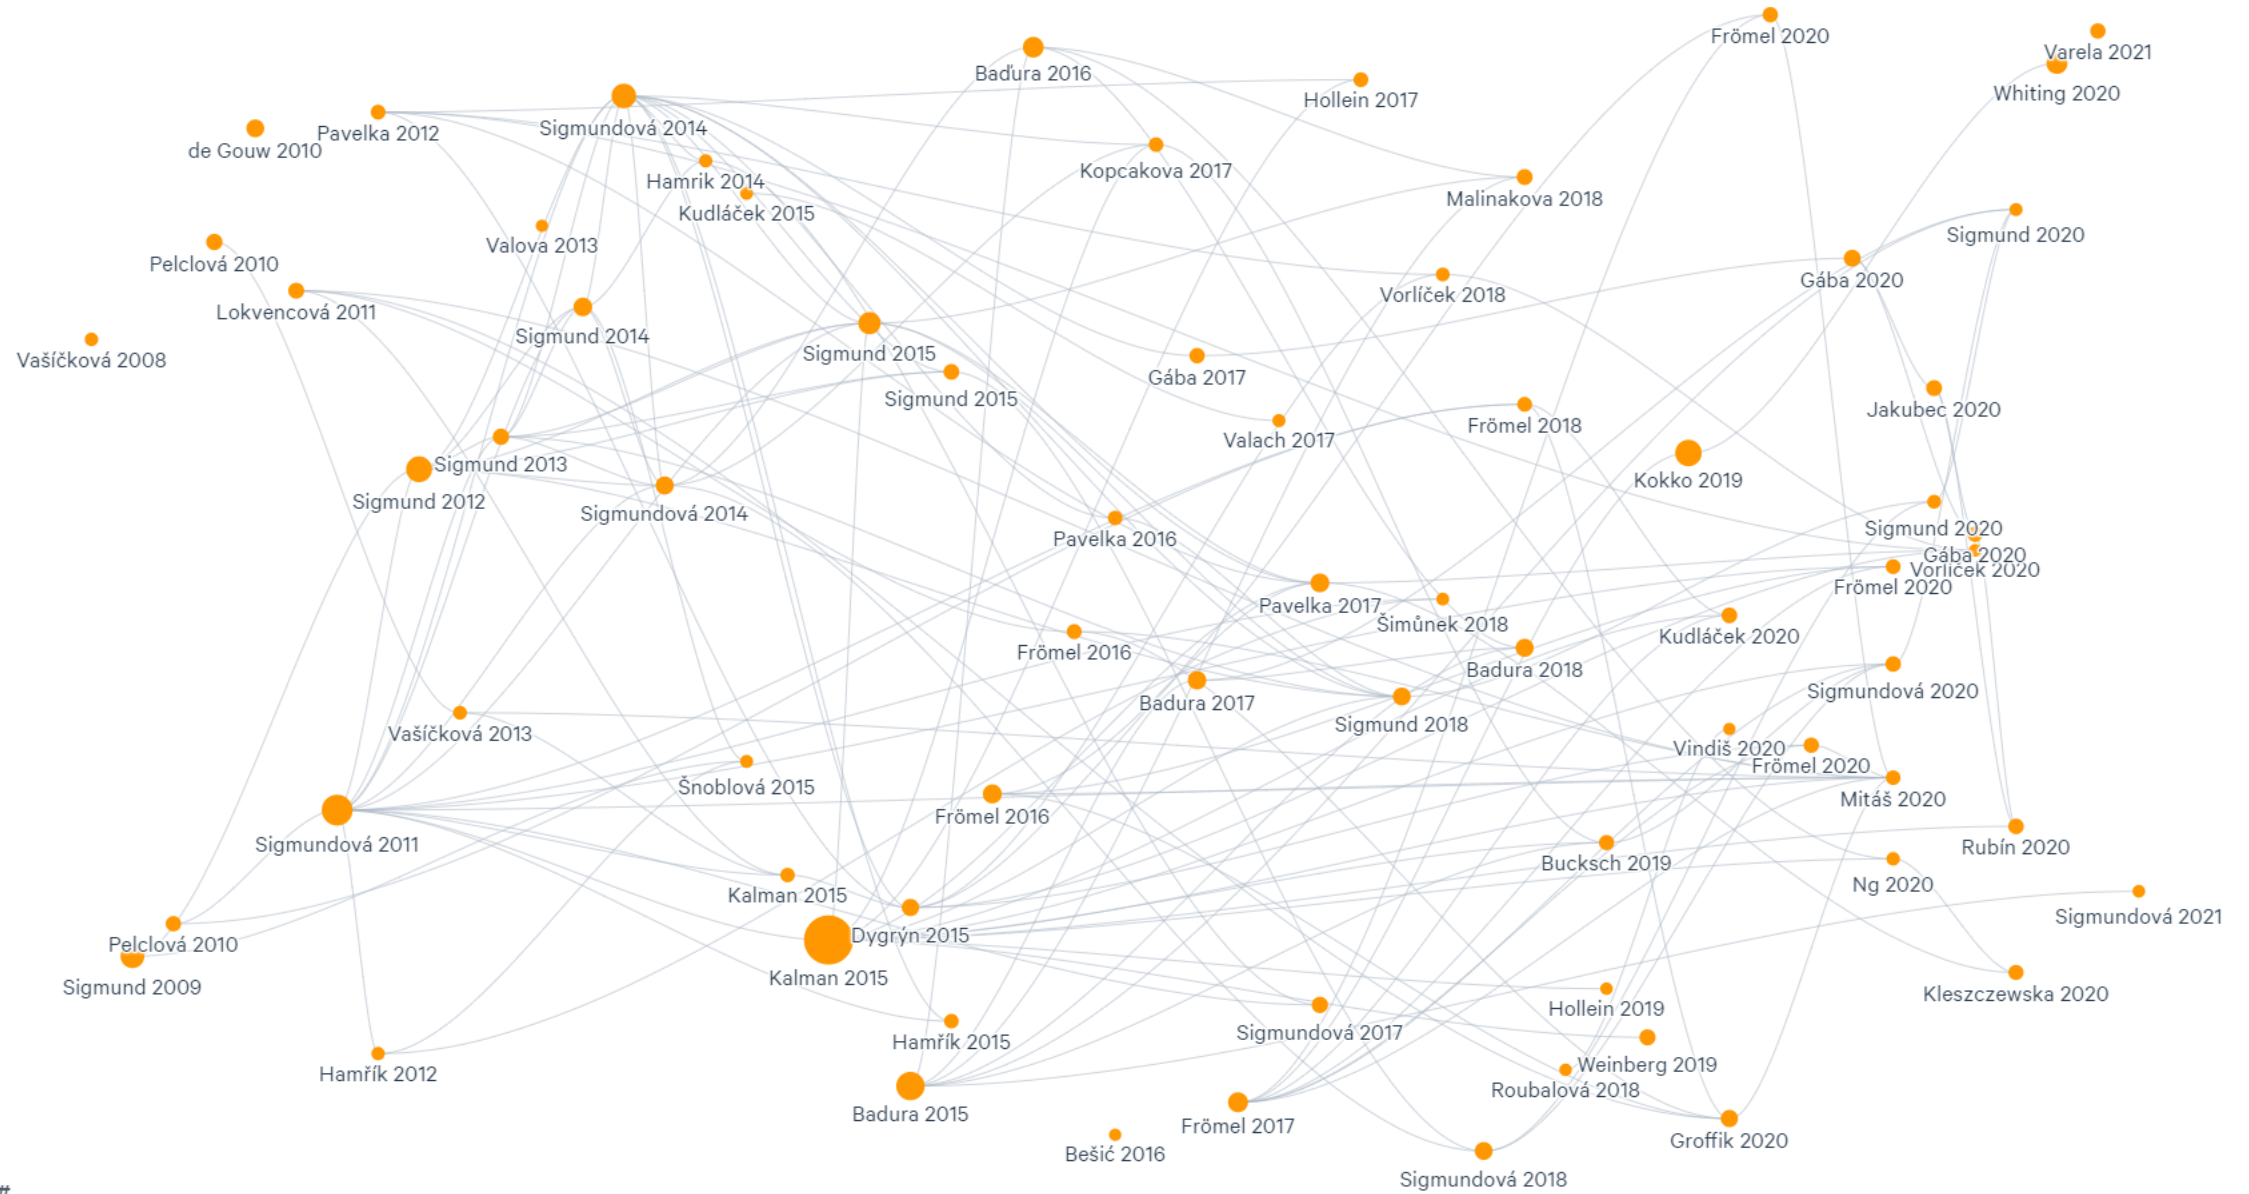 Frömel 2020
Varela 2021
Baďura 2016
Whiting 2020
Hollein 2017
Sigmundová 2014
Pavelka 2012
de Gouw 2010
Kopcakova 2017
Hamrik 2014
Malinakova 2018
Kudláček 2015
Sigmund 2020
Valova 2013
Pelclová 2010
Gába 2020
Vorlíček 2018
Lokvencová 2011
Sigmund 2014
Sigmund 2015
Vašíčková 2008
Gába 2017
Sigmund 2015
Jakubec 2020
Frömel 2018
Valach 2017
Sigmund 2013
Kokko 2019
Sigmund 2012
Sigmundová 2014
Sigmund 2020
Pavelka 2016
Gába 2020
Vorlíček 2020
Frömel 2020
Pavelka 2017
Šimůnek 2018
Kudláček 2020
Frömel 2016
Badura 2018
Sigmundová 2020
Badura 2017
Sigmund 2018
Vašíčková 2013
Vindiš 2020
Frömel 2020
Šnoblová 2015
Mitáš 2020
Frömel 2016
Sigmundová 2011
Rubín 2020
Bucksch 2019
Ng 2020
Kalman 2015
Sigmundová 2021
Dygrýn 2015
Pelclová 2010
Kalman 2015
Sigmund 2009
Kleszczewska 2020
Hollein 2019
Sigmundová 2017
Hamřík 2015
Weinberg 2019
Hamřík 2012
Roubalová 2018
Badura 2015
Frömel 2017
Groffik 2020
Bešić 2016
Sigmundová 2018
#